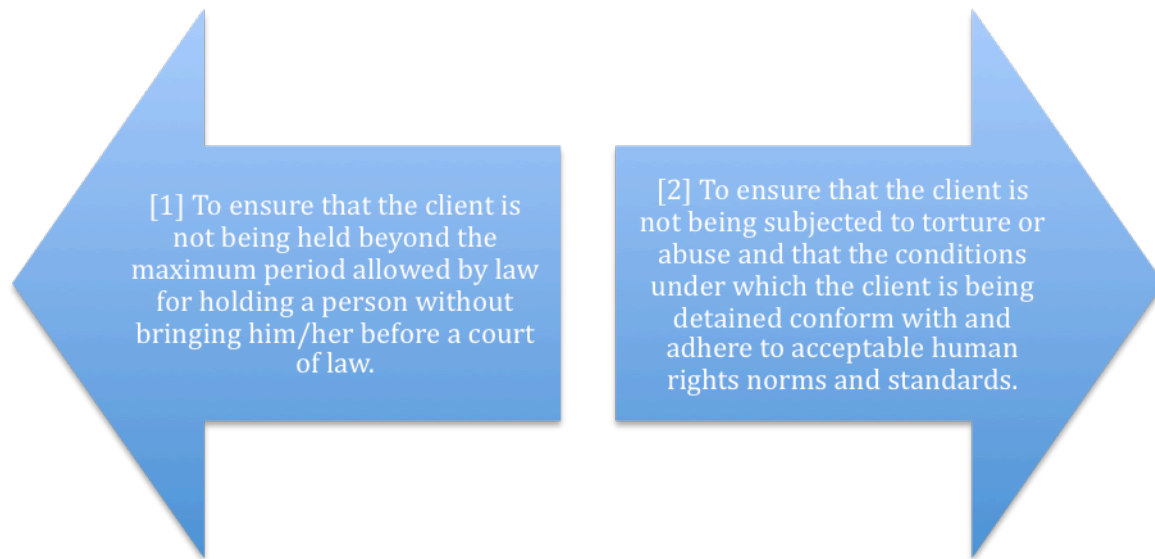 [1] To ensure that the client is
not being held beyond the
maximum period allowed by law
for holding a person without
bringing him/her before a court
of law.
[2] To ensure that the client is
not being subjected to torture or
abuse and that the conditions
under which the client is being
detained conform with and
adhere to acceptable human
rights norms and standards.